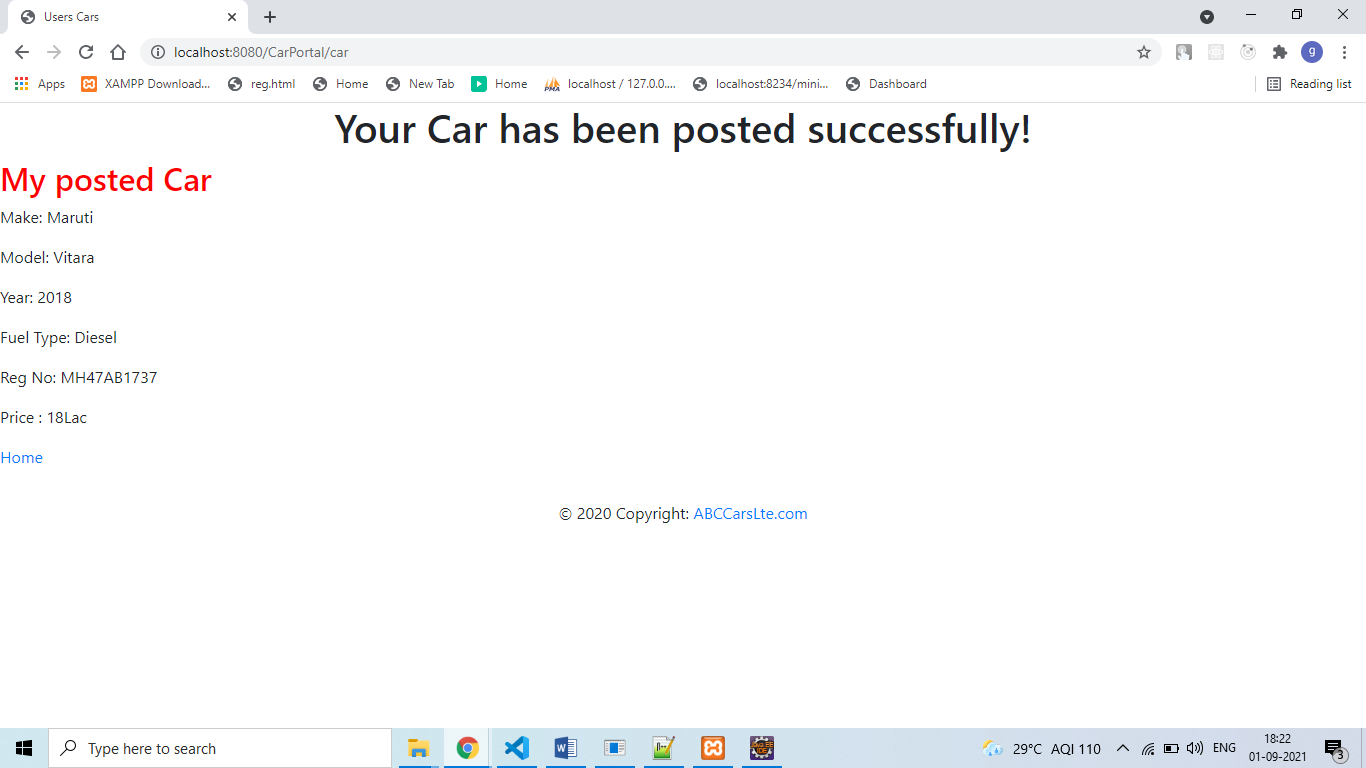 Users Cars
localhost:8080/CarPortal/car
g
Apps XAMPP Download... reg.html Home New Tab Home PMA localhost / 127.0.0.... localhost:8234/mini... Dashboard Reading list
Your Car has been posted successfully!
My posted Car
Make: Maruti
Model: Vitara
Year: 2018
Fuel Type: Diesel
Reg No: MH47AB1737
Price : 18Lac
Home
© 2020 Copyright: ABCCarsLte.com
Type here to search
29°C AQI 110
ENG
18:22
01-09-2021
3